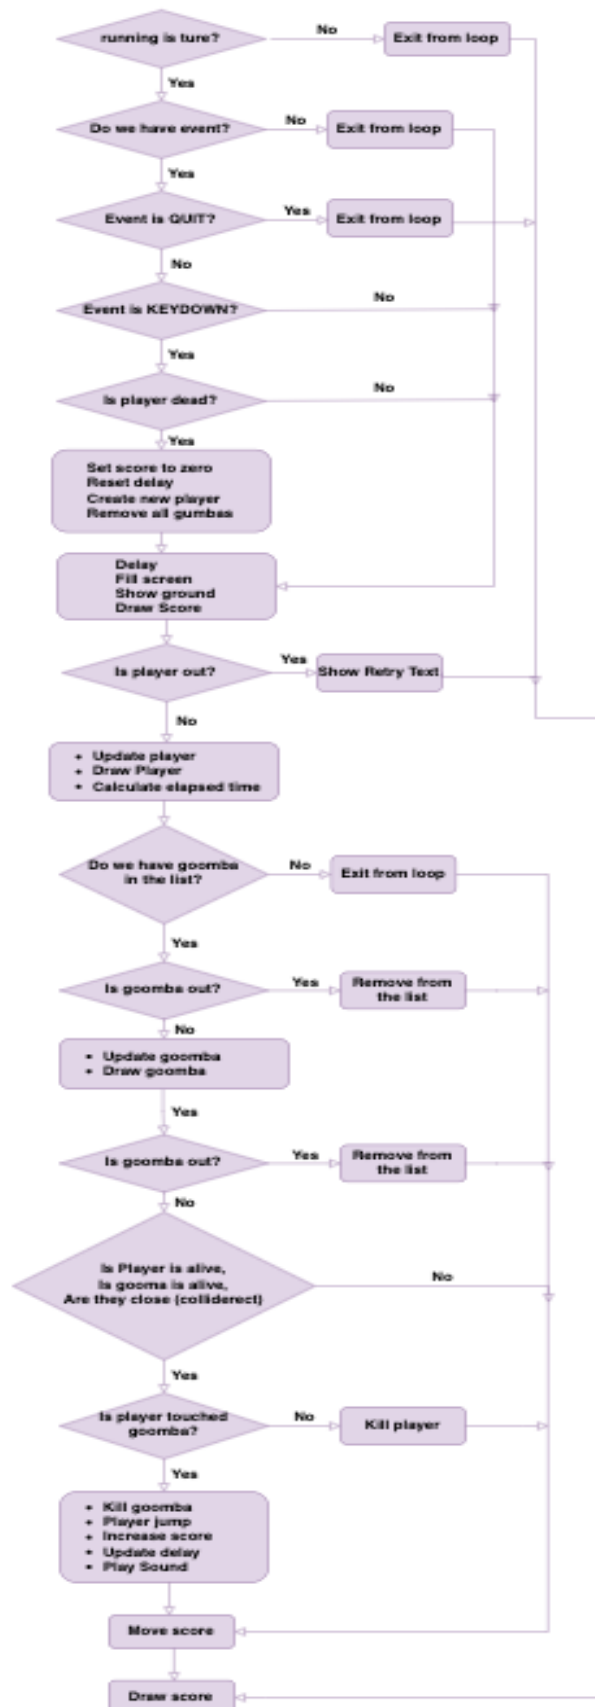 running is ture?
No
Exit from loop
Yes
Do we have event?
No
Exit from loop
Yes
Event is QUIT?
Yes
Exit from loop
No
Event is KEYDOWN?
No
Yes
Is player dead?
No
Yes
Set score to zero
Reset delay
Create new player
Remove all gumbas
Delay
Fill screen
Show ground
Draw Score
Is player out?
Yes
Show Retry Text
No
• Update player
• Draw Player
• Calculate elapsed time
Do we have goomba
in the list?
No
Exit from loop
Yes
Is goomba out?
Yes
Remove from
the list
No
• Update goomba
• Draw goomba
Yes
Is goomba out?
Yes
Remove from
the list
No
Is Player is alive,
Is gooma is alive,
Are they close (colliderect)
No
Yes
Is player touched
goomba?
No
Kill player
Yes
• Kill goomba
• Player jump
• Increase score
• Update delay
• Play Sound
Move score
Draw score